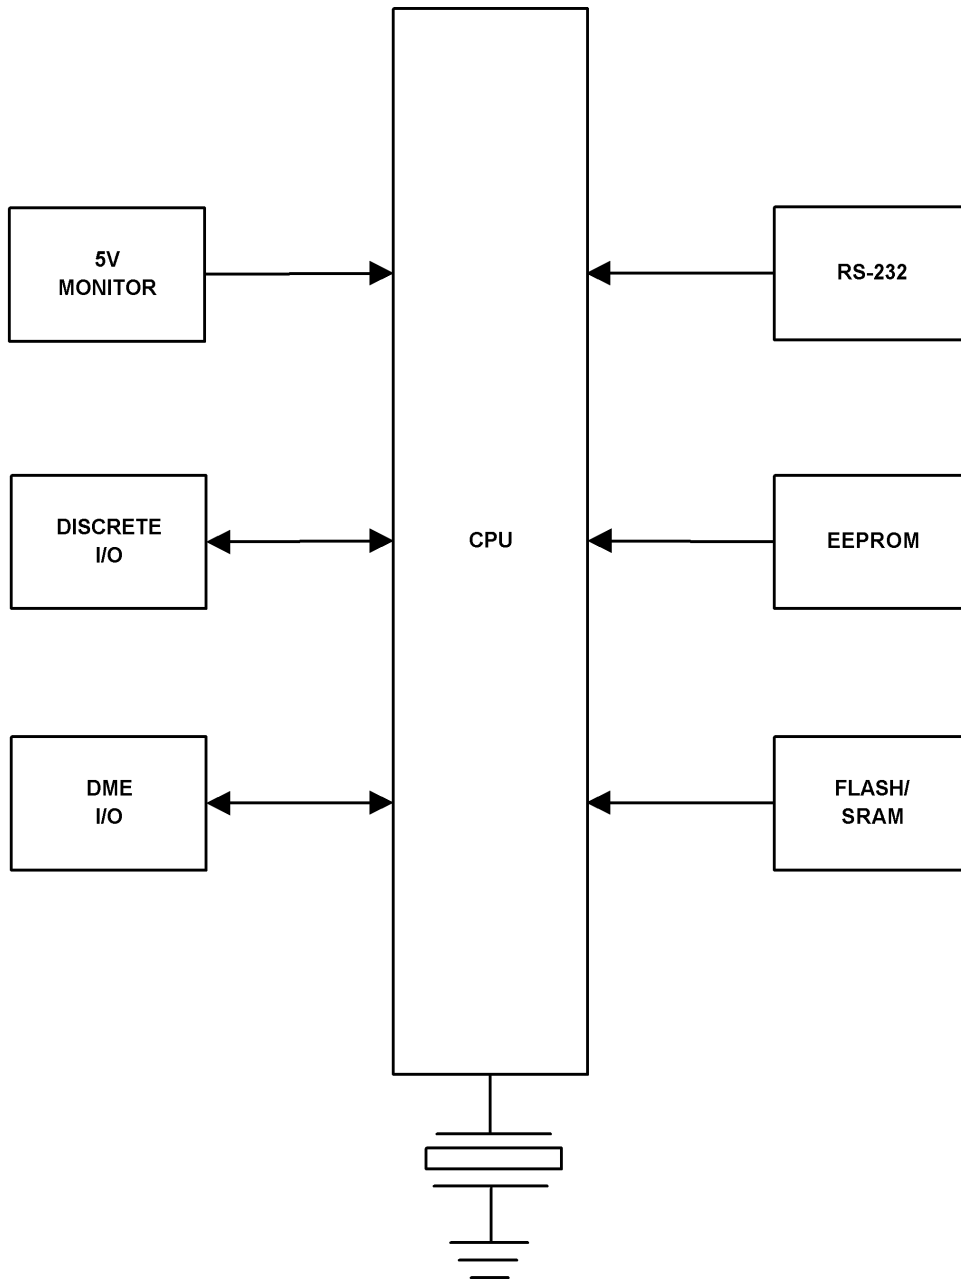 5V
MONITOR
RS-232
DISCRETE
I/O
CPU
EEPROM
DME
I/O
FLASH/
SRAM